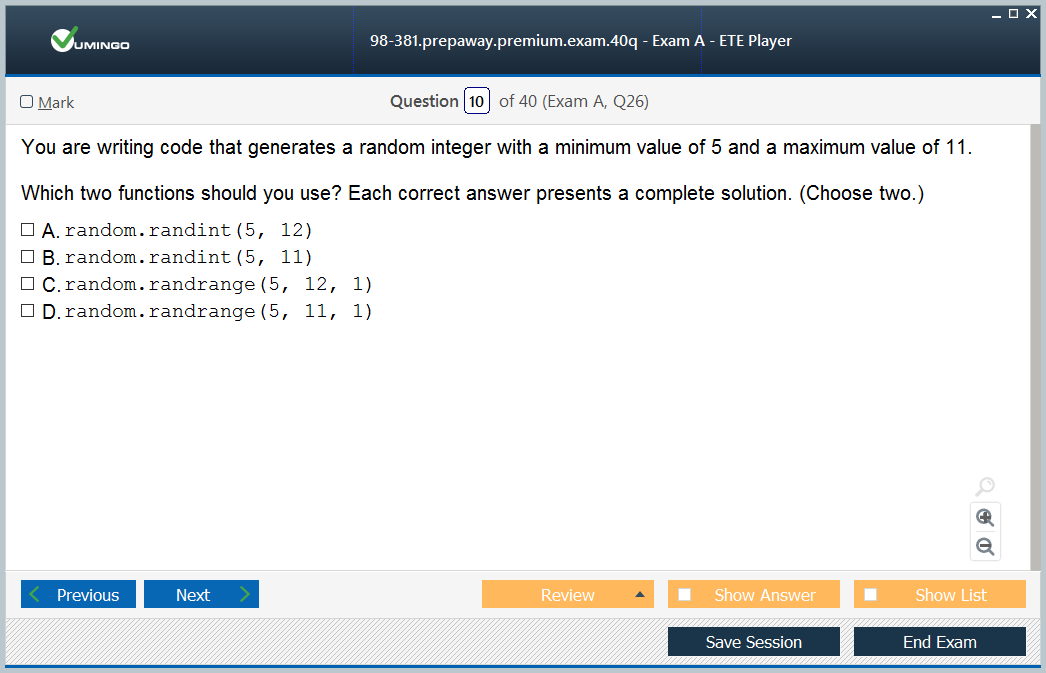 VUMINGO
98-381.prepaway.premium.exam.40q - Exam A - ETE Player
Mark
Question 10 of 40 (Exam A, Q26)
You are writing code that generates a random integer with a minimum value of 5 and a maximum value of 11.
Which two functions should you use? Each correct answer presents a complete solution. (Choose two.)
A. random.randint(5, 12)
B. random.randint(5, 11)
C. random.randrange(5, 12, 1)
D. random.randrange(5, 11, 1)
Previous Next Review Show Answer Show List
Save Session End Exam